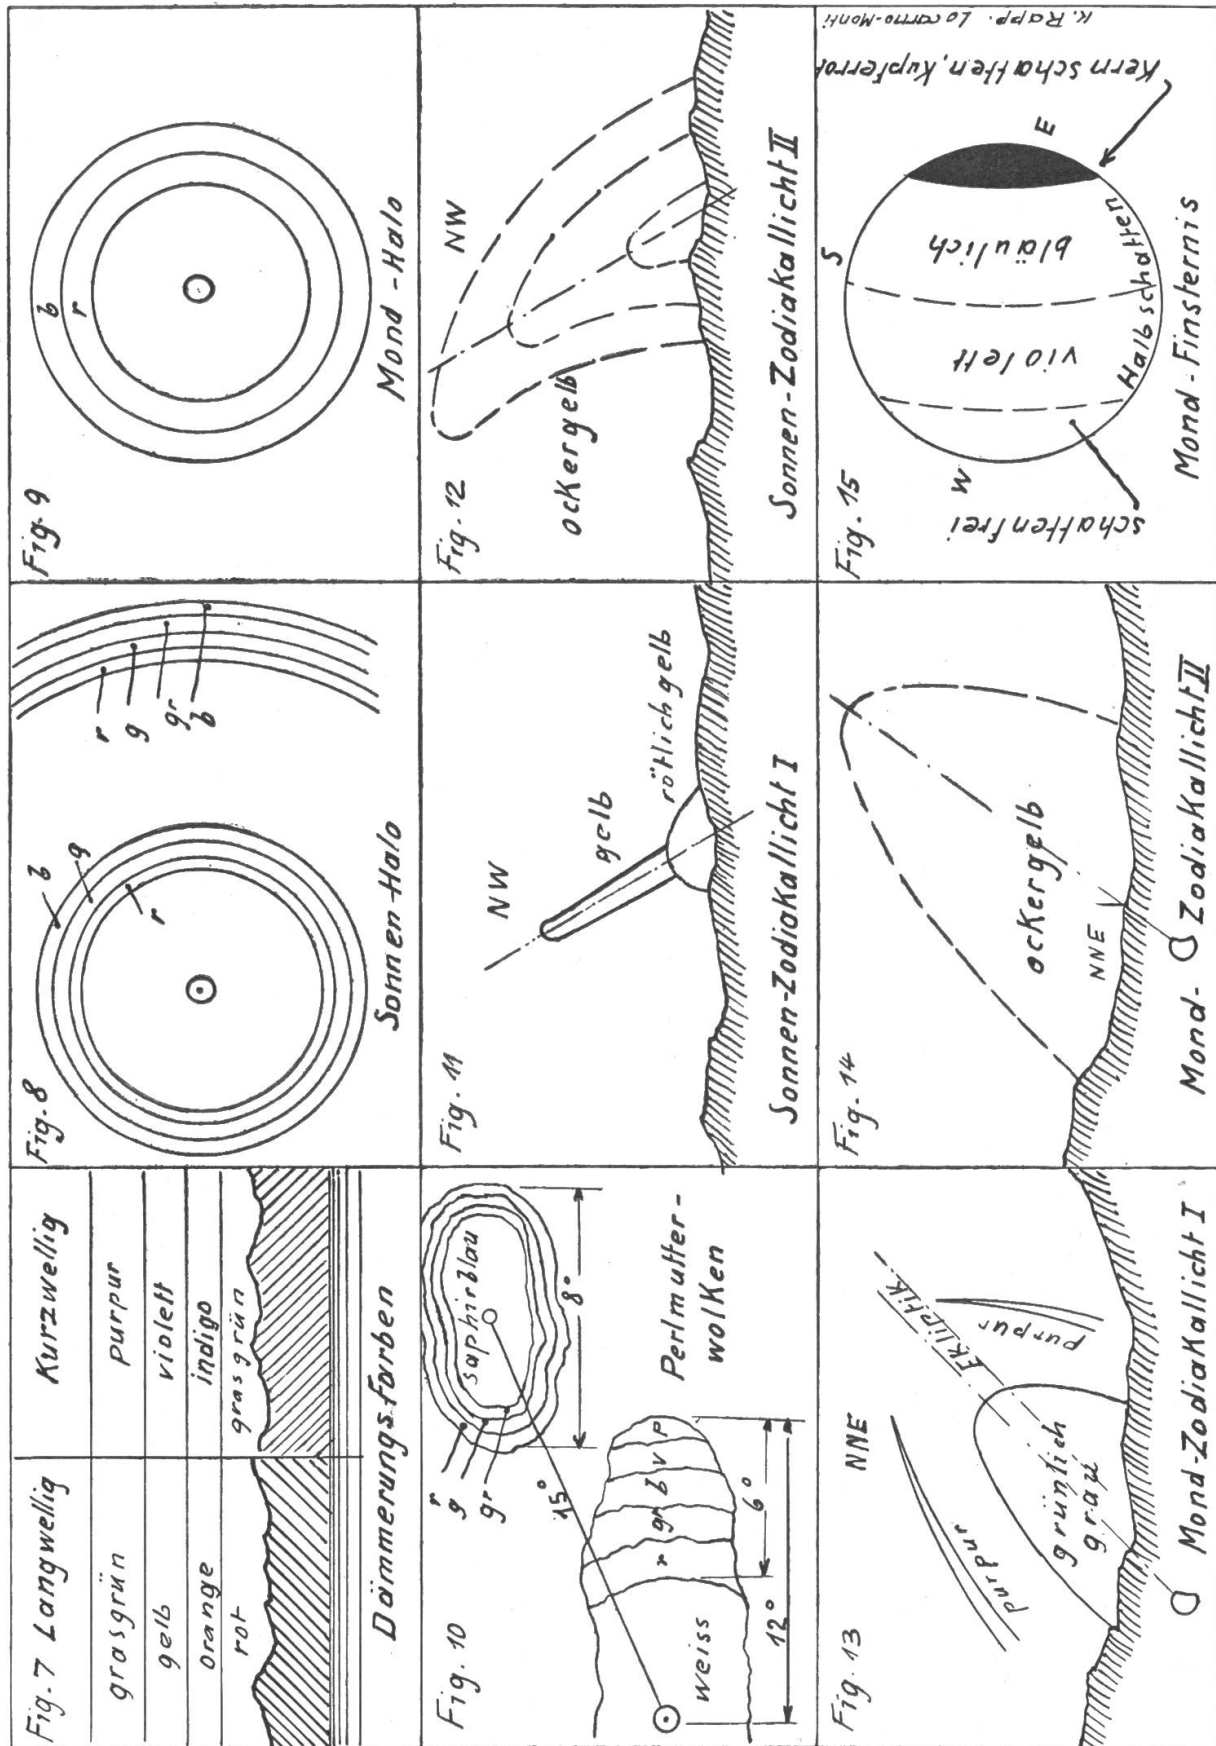 Fig. 7 Langwellig
Kurzwellig
grasgrün
purpur
gelb
violett
orange
indigo
rot
grasgrün
Dämmerungsfarben
Fig. 8
b
g
r
r
g
gr
b
Sonnen-Halo
Fig. 9
b
r
Mond-Halo
Fig. 10
saphirblau
r
g
gr
15°
8°
weiss
r
gr
b
v
P
6°
12°
Perlmutter-
wolken
Fig. 11
NW
gelb
rötlichgelb
Sonnen-Zodiakallicht I
Fig. 12
NW
ockergelb
Sonnen-Zodiakallicht II
Fig. 13
NNE
Ekliptik
purpur
purpur
grünlich
grau
Mond-Zodiakallicht I
Fig. 14
ockergelb
NNE
Mond- Zodiakallicht II
Fig. 15
W
S
E
schattenfrei
violett
bläulich
Halbschatten
Kernschatten, Kupferrot
K. Rapp. Locarno-Monti
Mond-Finsternis